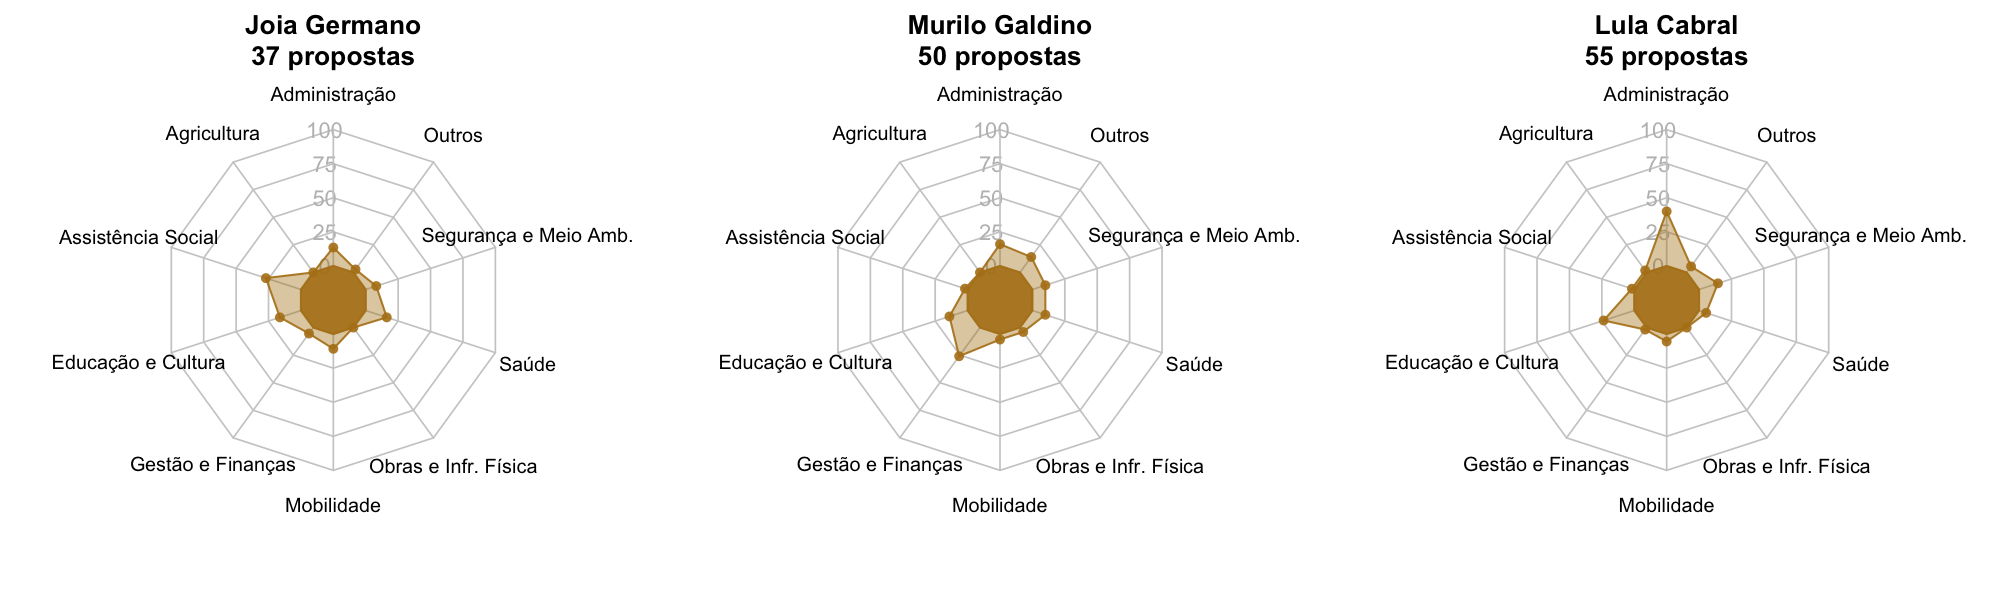 Joia Germano
37 propostas
Administração
Agricultura
Outros
100
75
50
25
0
Assistência Social
Segurança e Meio Amb.
Educação e Cultura
Saúde
Gestão e Finanças
Obras e Infr. Física
Mobilidade
Murilo Galdino
50 propostas
Administração
Agricultura
Outros
100
75
50
25
0
Assistência Social
Segurança e Meio Amb.
Educação e Cultura
Saúde
Gestão e Finanças
Obras e Infr. Física
Mobilidade
Lula Cabral
55 propostas
Administração
Agricultura
Outros
100
75
50
25
0
Assistência Social
Segurança e Meio Amb.
Educação e Cultura
Saúde
Gestão e Finanças
Obras e Infr. Física
Mobilidade